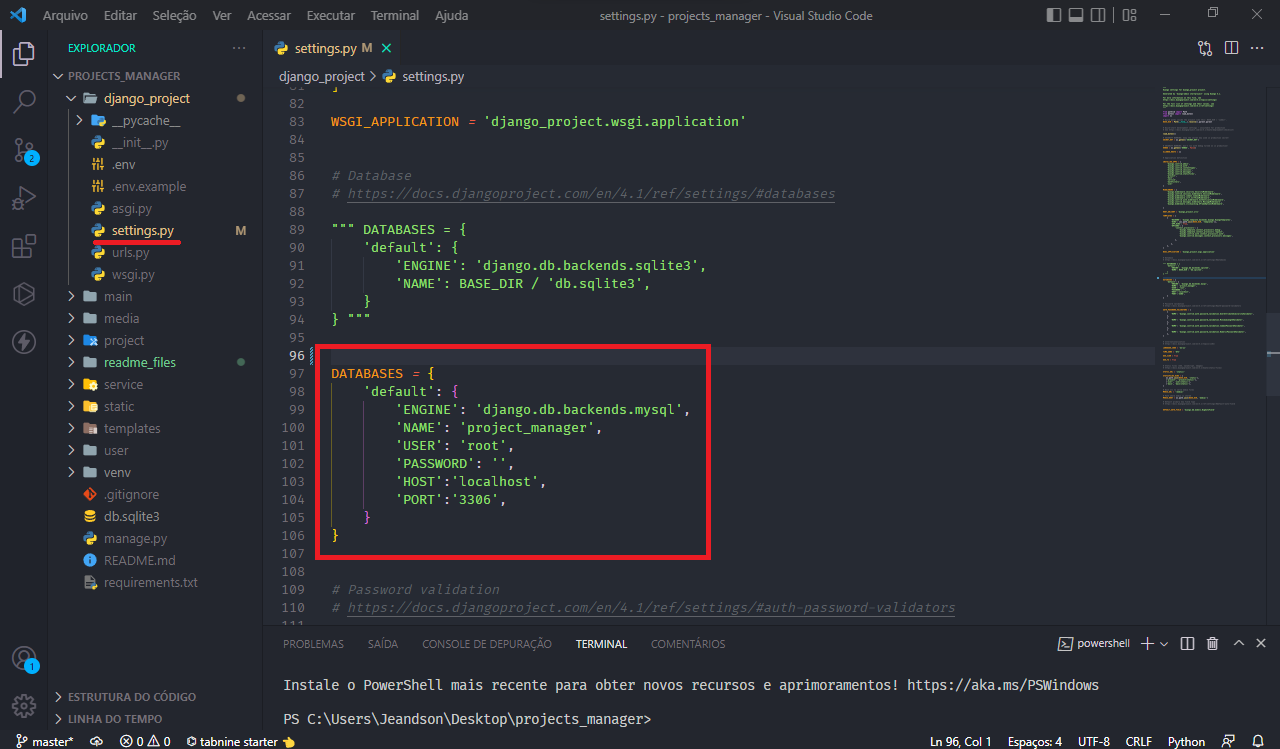 Arquivo Editar Seleção Ver Acessar Executar Terminal Ajuda
settings.py - projects_manager - Visual Studio Code
EXPLORADOR
PROJECTS_MANAGER
django_project
__pycache__
__init__.py
.env
.env.example
asgi.py
settings.py M
urls.py
wsgi.py
main
media
project
readme_files
service
static
templates
user
venv
.gitignore
db.sqlite3
manage.py
README.md
requirements.txt
ESTRUTURA DO CÓDIGO
LINHA DO TEMPO
2
1
settings.py M
django_project > settings.py
81 ]
82
83 WSGI_APPLICATION = 'django_project.wsgi.application'
84
85
86 # Database
87 # https://docs.djangoproject.com/en/4.1/ref/settings/#databases
88
89 """ DATABASES = {
90 'default': {
91 'ENGINE': 'django.db.backends.sqlite3',
92 'NAME': BASE_DIR / 'db.sqlite3',
93 }
94 } """
95
96
97 DATABASES = {
98 'default': {
99 'ENGINE': 'django.db.backends.mysql',
100 'NAME': 'project_manager',
101 'USER': 'root',
102 'PASSWORD': '',
103 'HOST':'localhost',
104 'PORT':'3306',
105 }
106 }
107
108
109 # Password validation
110 # https://docs.djangoproject.com/en/4.1/ref/settings/#auth-password-validators
111
PROBLEMAS SAÍDA CONSOLE DE DEPURAÇÃO TERMINAL COMENTÁRIOS
powershell
Instale o PowerShell mais recente para obter novos recursos e aprimoramentos! https://aka.ms/PSWindows
PS C:\Users\Jeandson\Desktop\projects_manager>
master* 0 0 tabnine starter 👈 Ln 96, Col 1 Espaços: 4 UTF-8 CRLF Python